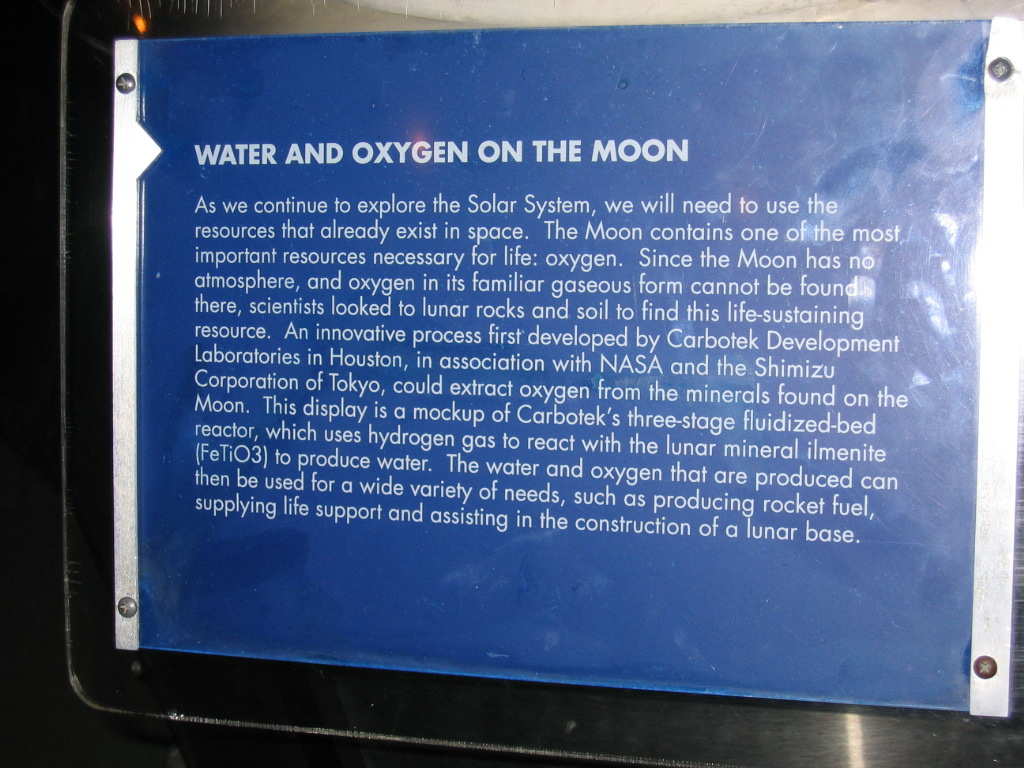 WATER AND OXYGEN ON THE MOON
As we continue to explore the Solar System, we will need to use the
resources that already exist in space. The Moon contains one of the most
important resources necessary for life: oxygen. Since the Moon has no
atmosphere, and oxygen in its familiar gaseous form cannot be found
there, scientists looked to lunar rocks and soil to find this life-sustaining
resource. An innovative process first developed by Carbotek Development
Laboratories in Houston, in association with NASA and the Shimizu
Corporation of Tokyo, could extract oxygen from the minerals found on the
Moon. This display is a mockup of Carbotek's three-stage fluidized-bed
reactor, which uses hydrogen gas to react with the lunar mineral ilmenite
(FeTiO3) to produce water. The water and oxygen that are produced can
then be used for a wide variety of needs, such as producing rocket fuel,
supplying life support and assisting in the construction of a lunar base.